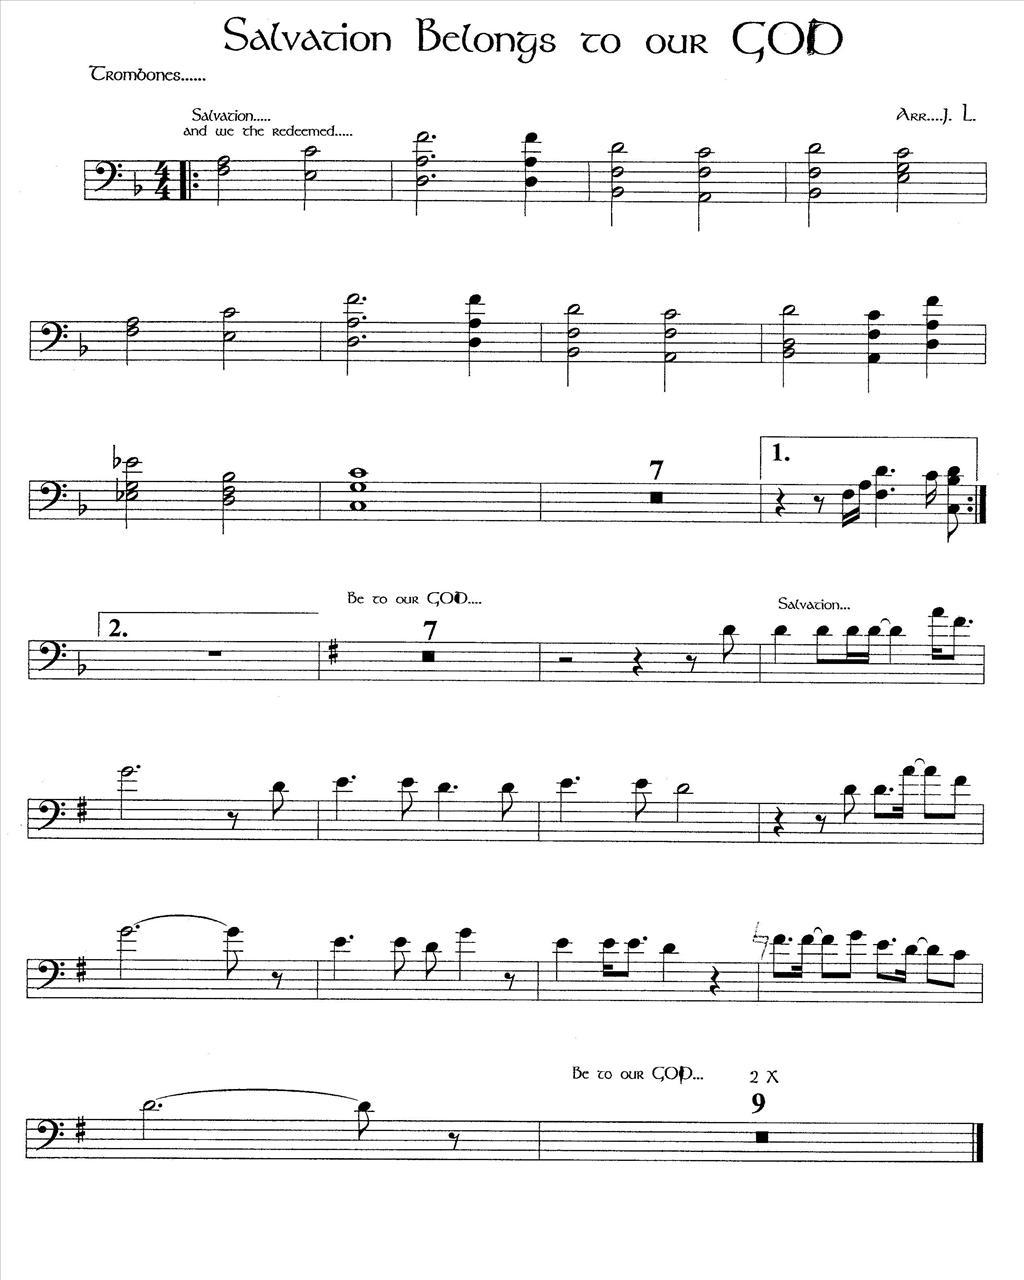 Salvation Belongs to our GOD
Trombones......
Salvation.....
and we the redeemed.....
Arr....J. L.
4
4
7
1.
2.
Be to our GOD....
7
Salvation...
Be to our GOD...
2 X
9